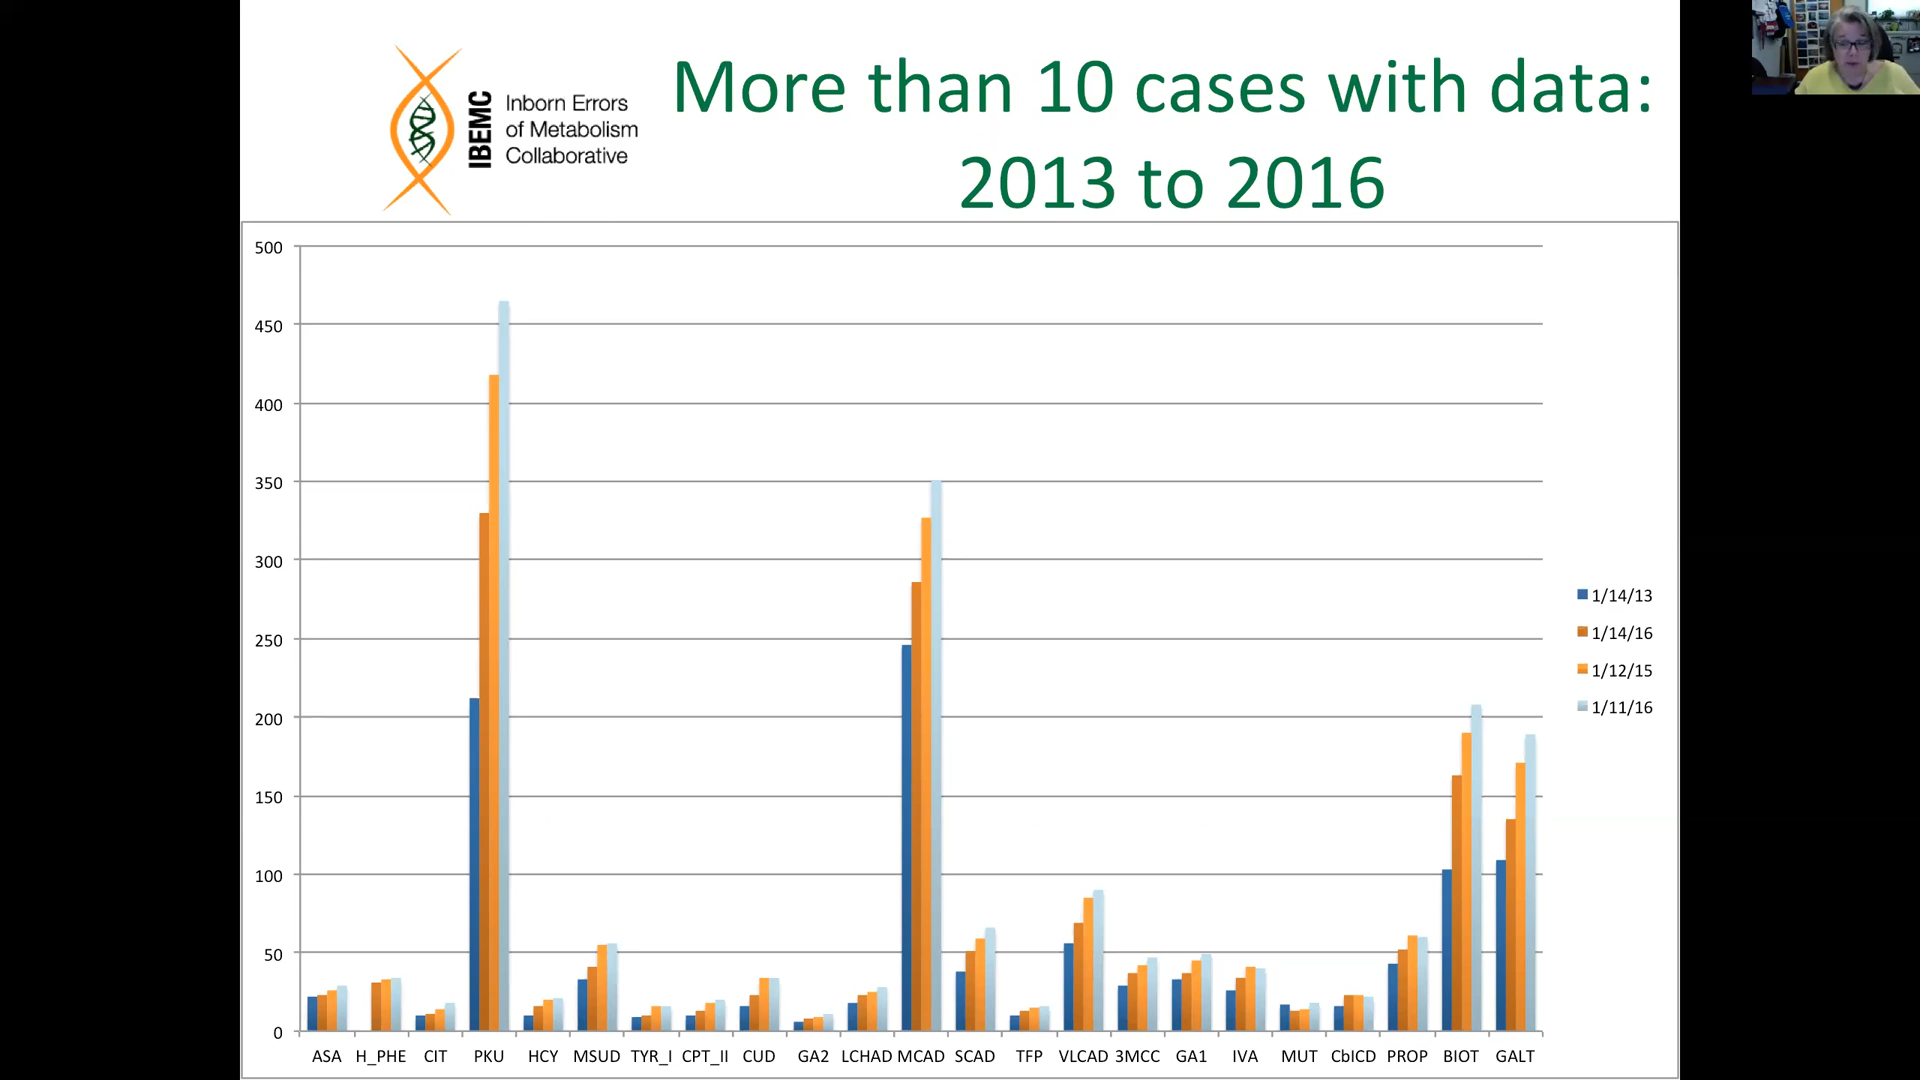 IBEMC
Inborn Errors
of Metabolism
Collaborative
More than 10 cases with data:
2013 to 2016
500
450
400
350
300
250
200
150
100
50
0
ASA H_PHE CIT PKU HCY MSUD TYR_I CPT_II CUD GA2 LCHAD MCAD SCAD TFP VLCAD 3MCC GA1 IVA MUT CblCD PROP BIOT GALT
1/14/13
1/14/16
1/12/15
1/11/16